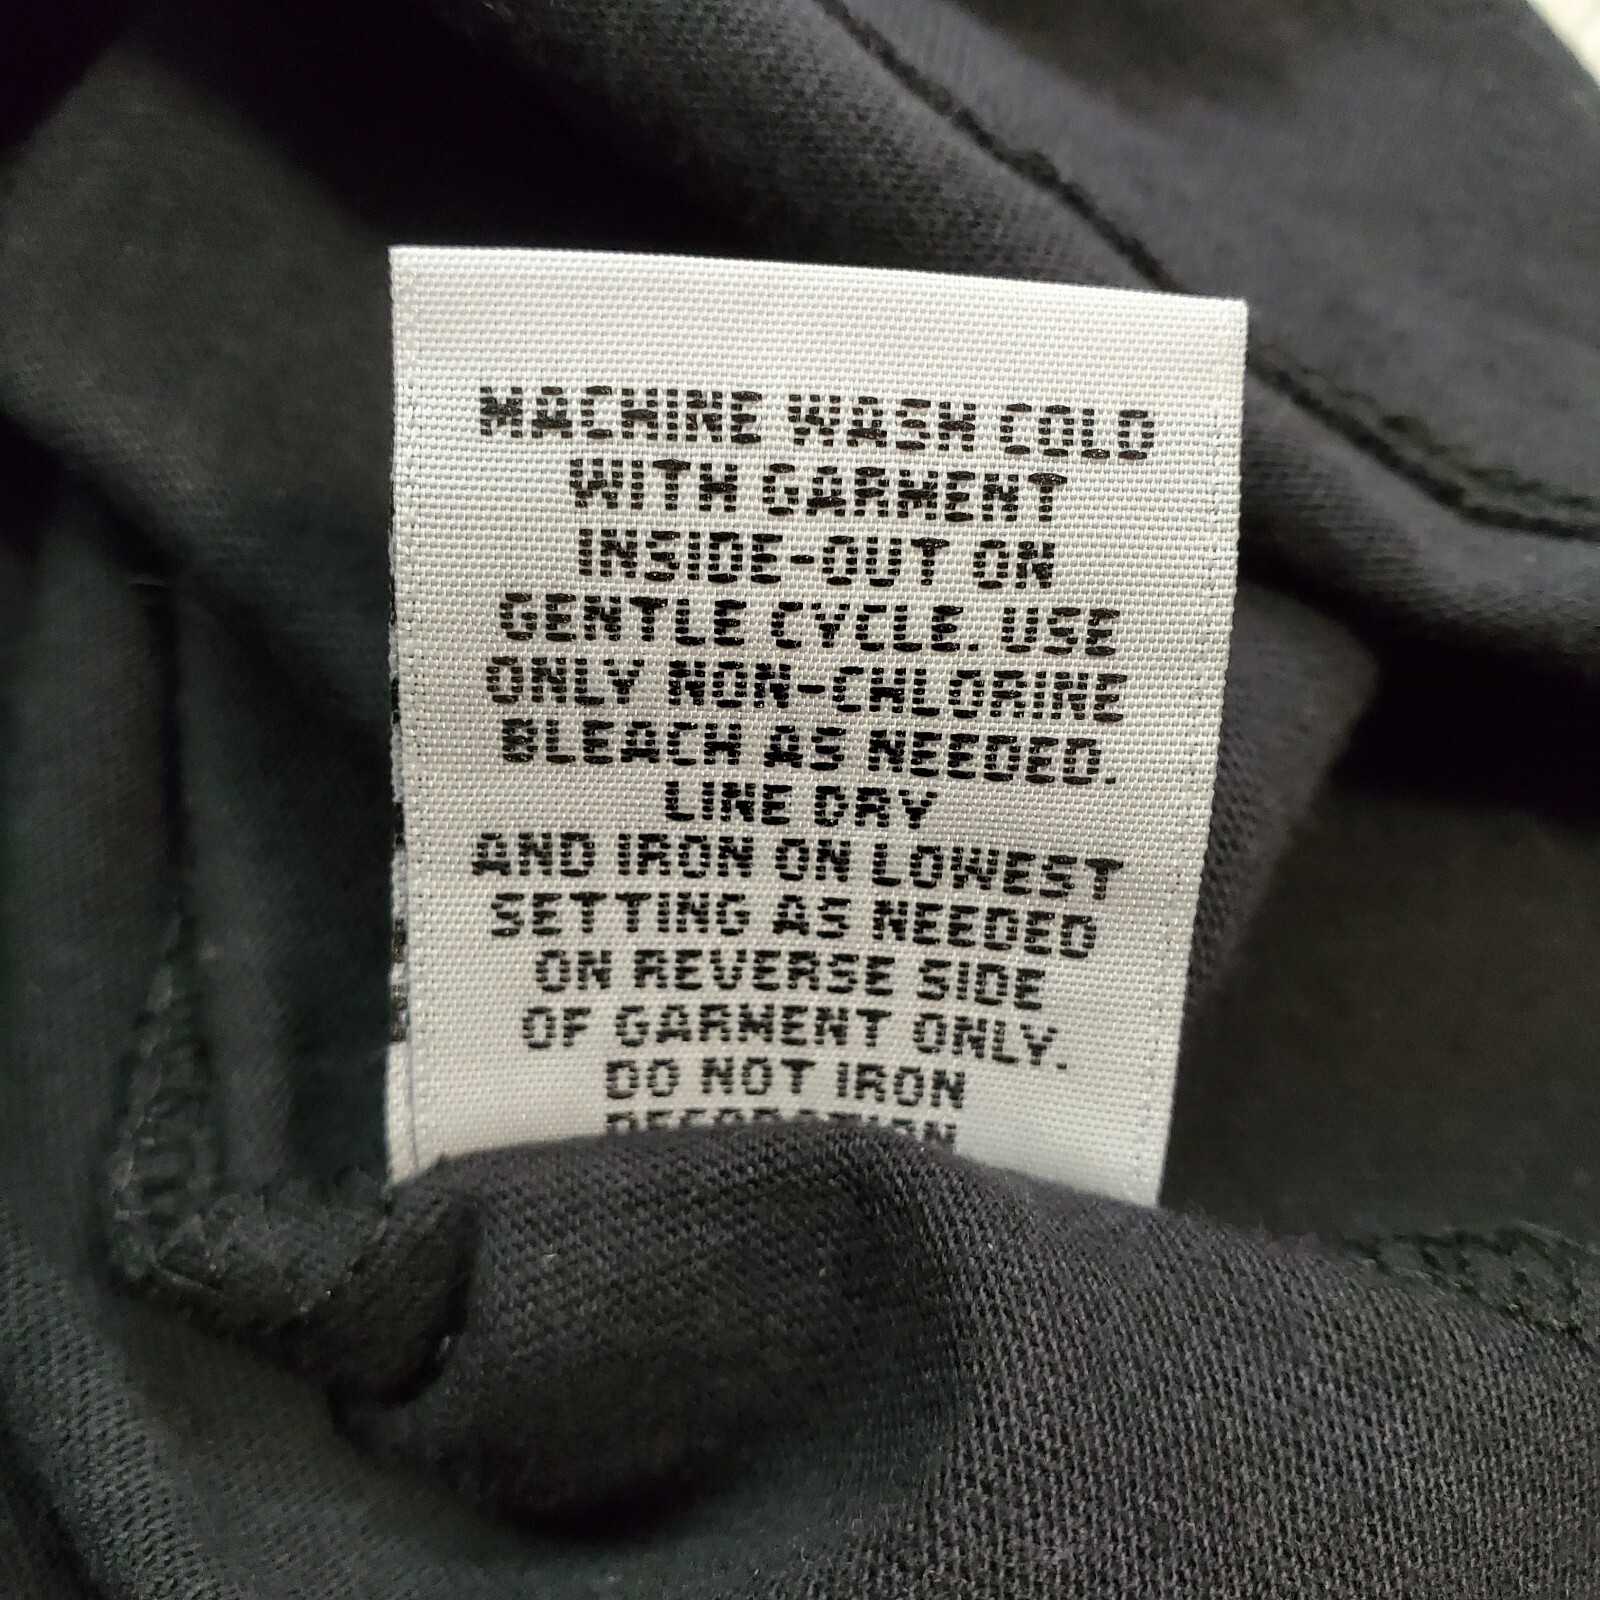 MACHINE WASH COLD
WITH GARMENT
INSIDE-OUT ON
GENTLE CYCLE. USE
ONLY NON-CHLORINE
BLEACH AS NEEDED.
LINE DRY
AND IRON ON LOWEST
SETTING AS NEEDED
ON REVERSE SIDE
OF GARMENT ONLY.
DO NOT IRON
DECORATION